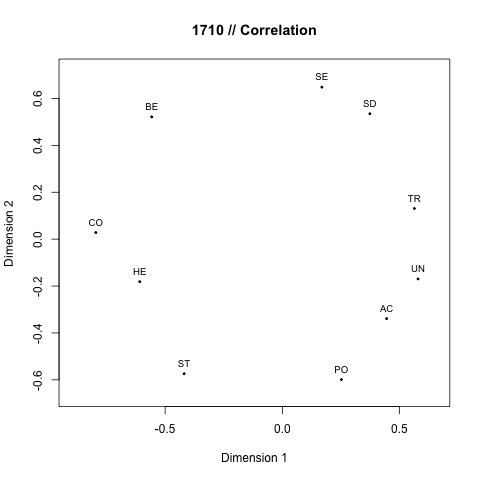 1710 // Correlation
SE
BE
SD
TR
CO
UN
HE
AC
ST
PO
0.6
0.4
0.2
0.0
-0.2
-0.4
-0.6
Dimension 2
-0.5 0.0 0.5
Dimension 1